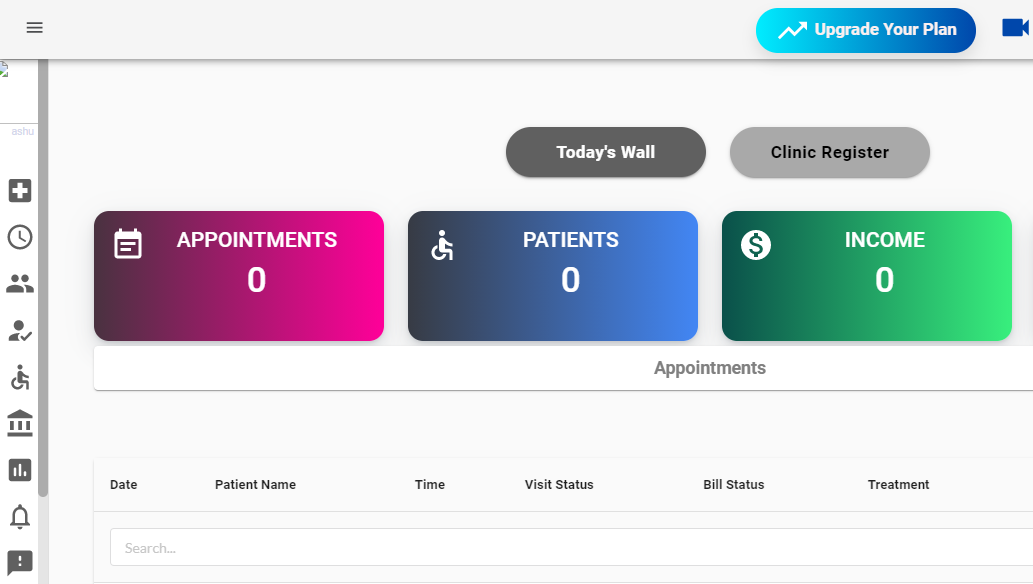 Upgrade Your Plan
ashu
Today's Wall Clinic Register
APPOINTMENTS PATIENTS INCOME
0 0 0
Appointments
Date Patient Name Time Visit Status Bill Status Treatment
Search...